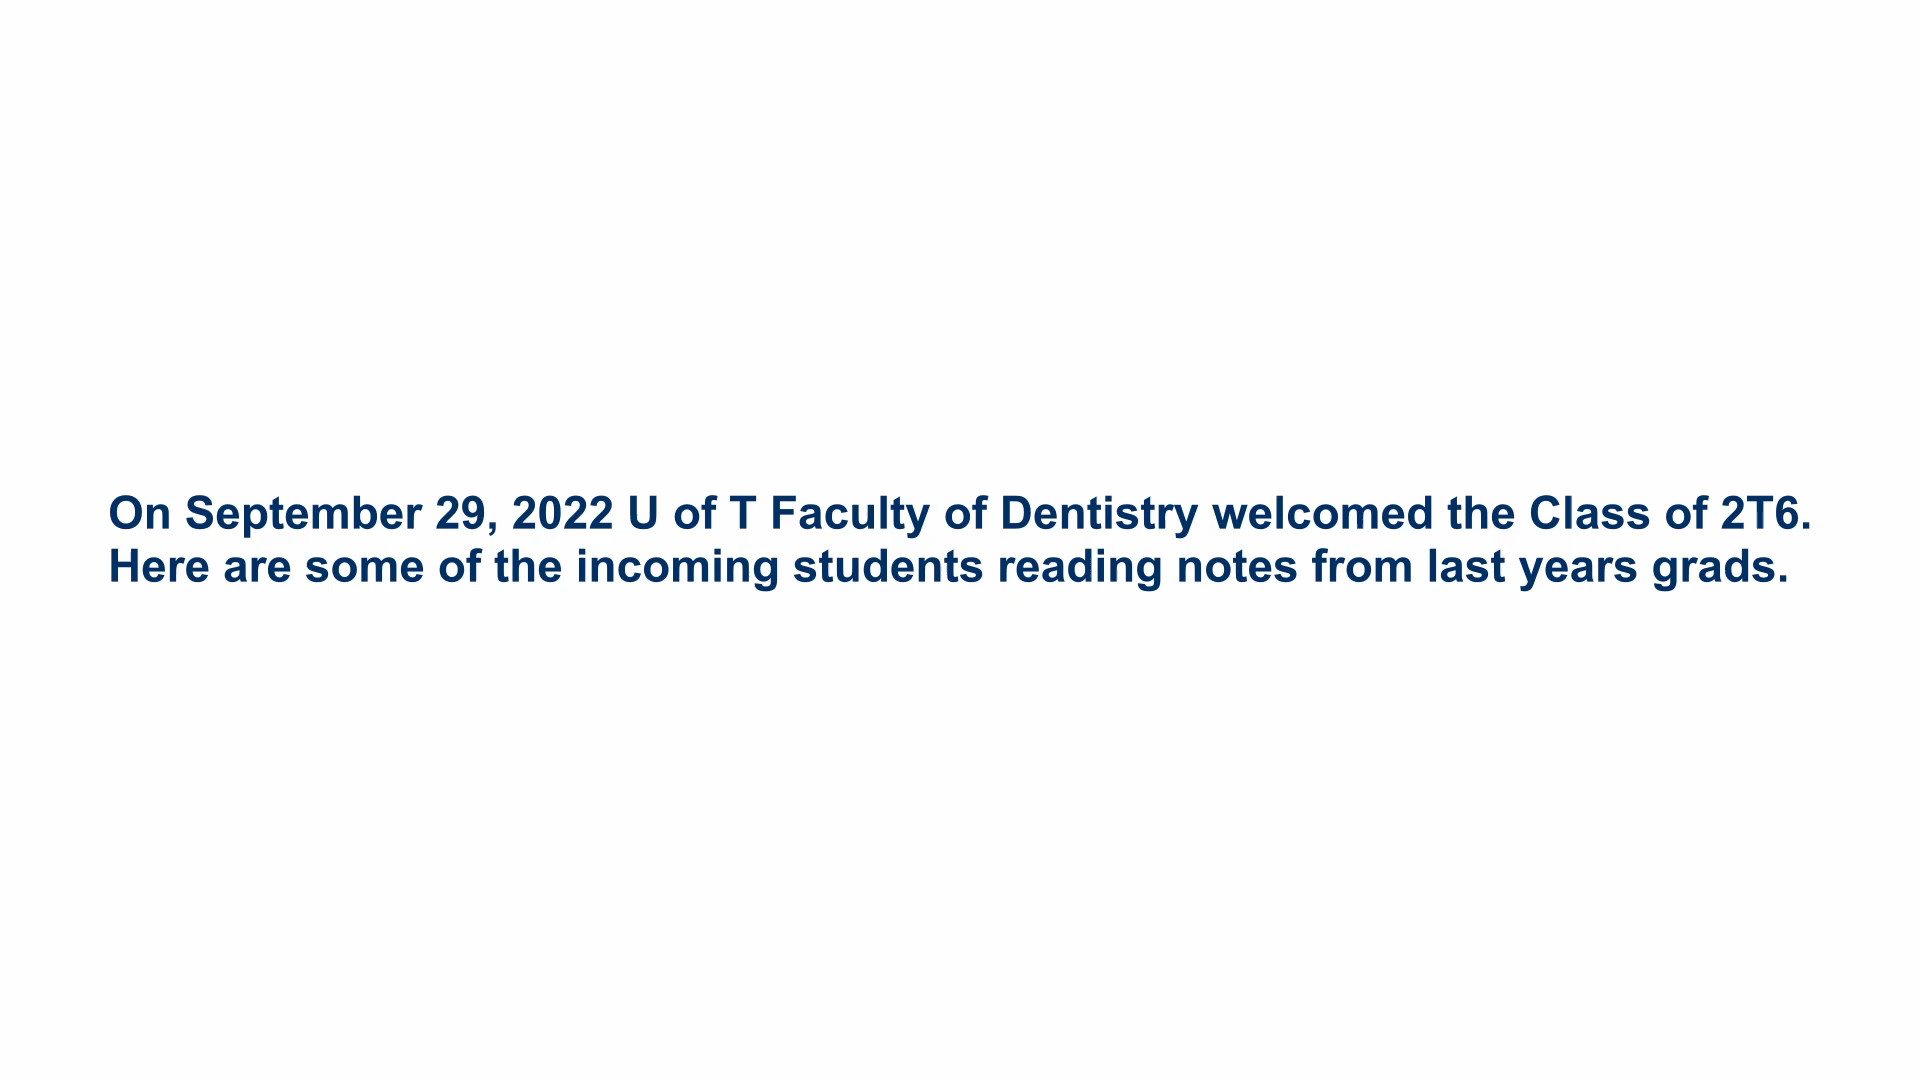 On September 29, 2022 U of T Faculty of Dentistry welcomed the Class of 2T6.
Here are some of the incoming students reading notes from last years grads.